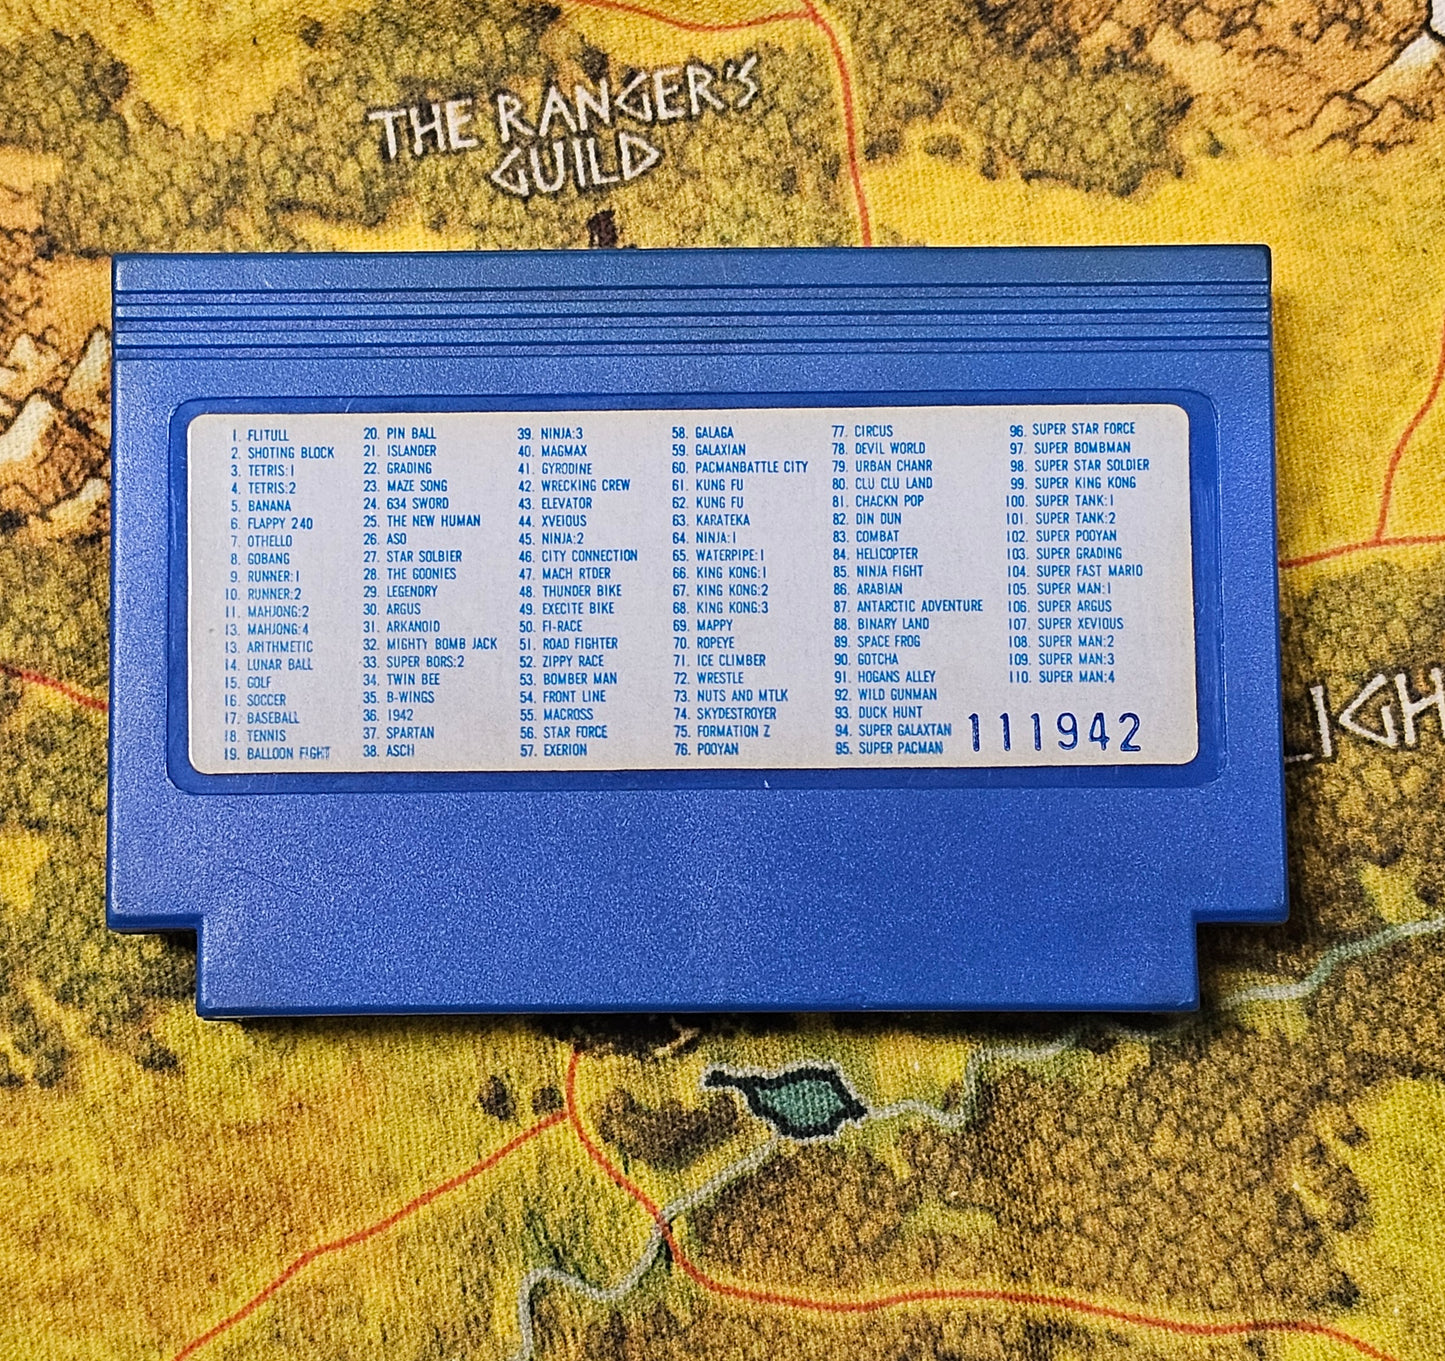 THE RANGER'S
GUILD
1. FLITULL
2. SHOTING BLOCK
3. TETRIS:1
4. TETRIS:2
5. BANANA
6. FLAPPY 240
7. OTHELLO
8. GOBANG
9. RUNNER:1
10. RUNNER:2
11. MAHJONG:2
13. MAHJONG:4
13. ARITHMETIC
14. LUNAR BALL
15. GOLF
16. SOCCER
17. BASEBALL
18. TENNIS
19. BALLOON FIGHT
20. PIN BALL
21. ISLANDER
22. GRADING
23. MAZE SONG
24. 634 SWORD
25. THE NEW HUMAN
26. ASO
27. STAR SOLBIER
28. THE GOONIES
29. LEGENDRY
30. ARGUS
31. ARKANOID
32. MIGHTY BOMB JACK
33. SUPER BORS:2
34. TWIN BEE
35. B-WINGS
36. 1942
37. SPARTAN
38. ASCH
39. NINJA:3
40. MAGMAX
41. GYRODINE
42. WRECKING CREW
43. ELEVATOR
44. XVEIOUS
45. NINJA:2
46. CITY CONNECTION
47. MACH RTDER
48. THUNDER BIKE
49. EXECITE BIKE
50. FI-RACE
51. ROAD FIGHTER
52. ZIPPY RACE
53. BOMBER MAN
54. FRONT LINE
55. MACROSS
56. STAR FORCE
57. EXERION
58. GALAGA
59. GALAXIAN
60. PACMANBATTLE CITY
61. KUNG FU
62. KUNG FU
63. KARATEKA
64. NINJA:1
65. WATERPIPE:1
66. KING KONG:1
67. KING KONG:2
68. KING KONG:3
69. MAPPY
70. ROPEYE
71. ICE CLIMBER
72. WRESTLE
73. NUTS AND MTLK
74. SKYDESTROYER
75. FORMATION Z
76. POOYAN
77. CIRCUS
78. DEVIL WORLD
79. URBAN CHANR
80. CLU CLU LAND
81. CHACKN POP
82. DIN DUN
83. COMBAT
84. HELICOPTER
85. NINJA FIGHT
86. ARABIAN
87. ANTARCTIC ADVENTURE
88. BINARY LAND
89. SPACE FROG
90. GOTCHA
91. HOGANS ALLEY
92. WILD GUNMAN
93. DUCK HUNT
94. SUPER GALAXTAN
95. SUPER PACMAN
96. SUPER STAR FORCE
97. SUPER BOMBMAN
98. SUPER STAR SOLDIER
99. SUPER KING KONG
100. SUPER TANK:1
101. SUPER TANK:2
102. SUPER POOYAN
103. SUPER GRADING
104. SUPER FAST MARIO
105. SUPER MAN:1
106. SUPER ARGUS
107. SUPER XEVIOUS
108. SUPER MAN:2
109. SUPER MAN:3
110. SUPER MAN:4
111942